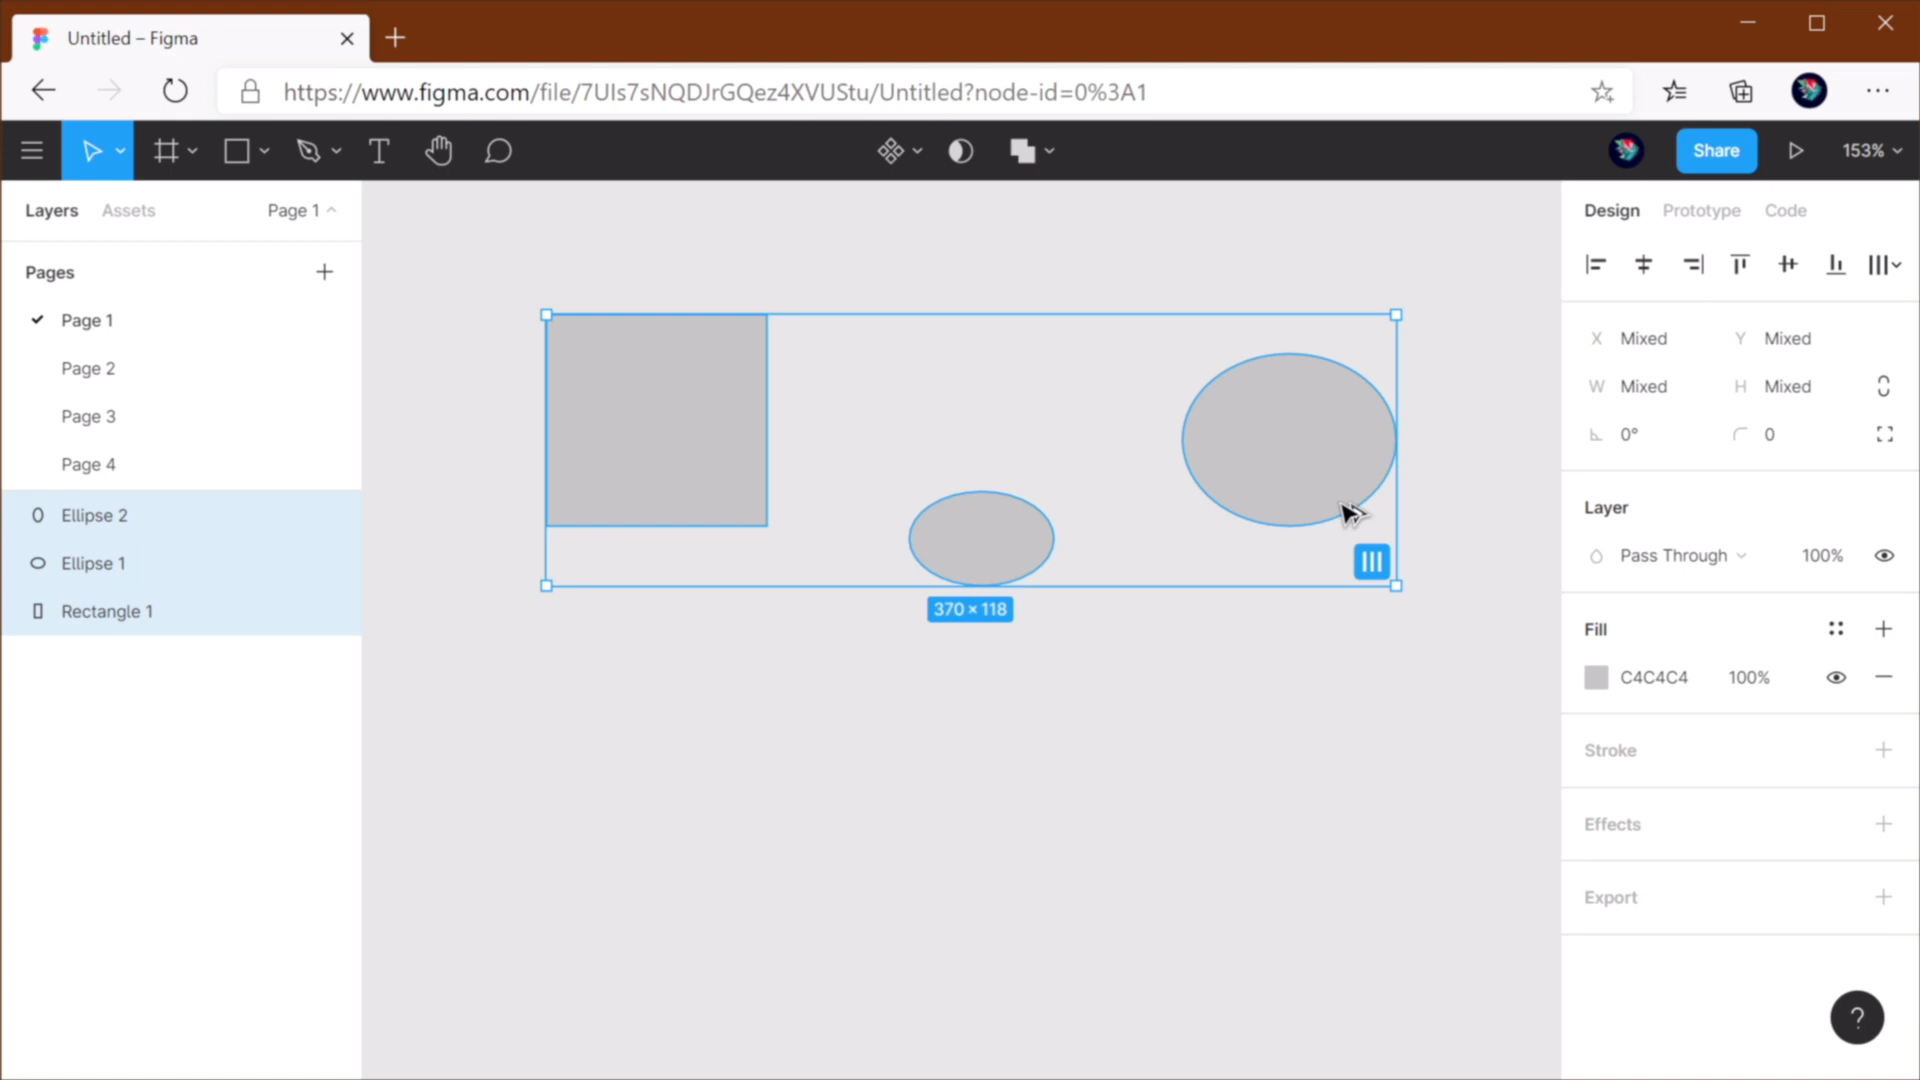 Untitled – Figma
https://www.figma.com/file/7UIs7sNQDJrGQez4XVUStu/Untitled?node-id=0%3A1
Share
153%
Layers Assets Page 1
Pages
Page 1
Page 2
Page 3
Page 4
Ellipse 2
Ellipse 1
Rectangle 1
370 × 118
Design Prototype Code
X Mixed Y Mixed
W Mixed H Mixed
0° 0
Layer
Pass Through 100%
Fill
C4C4C4 100%
Stroke
Effects
Export
?